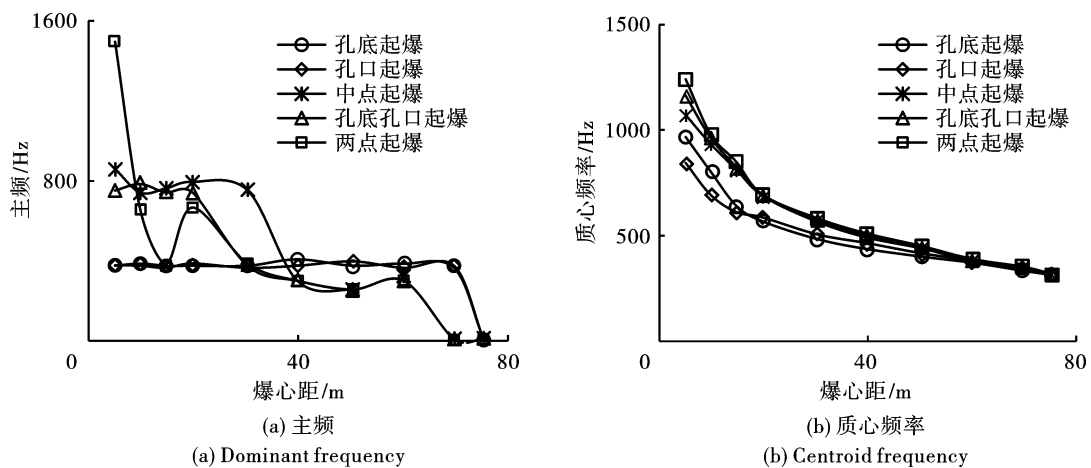 1600
800
0
40
80
主频/Hz
爆心距/m
孔底起爆
孔口起爆
中点起爆
孔底孔口起爆
两点起爆
(a) 主频
(a) Dominant frequency
1500
1000
500
0
40
80
质心频率/Hz
爆心距/m
孔底起爆
孔口起爆
中点起爆
孔底孔口起爆
两点起爆
(b) 质心频率
(b) Centroid frequency